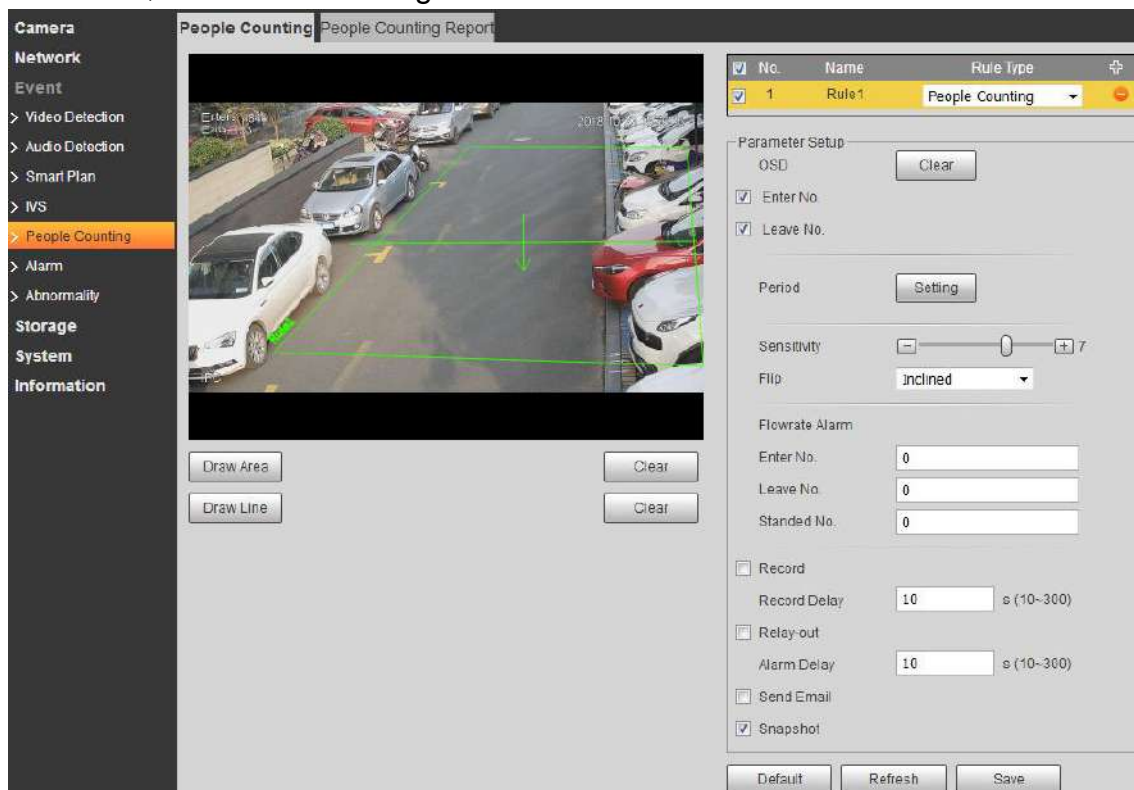 Camera
Network
Event
> Video Detection
> Audio Detection
> Smart Plan
> IVS
> People Counting
> Alarm
> Abnormality
Storage
System
Information
People Counting People Counting Report
Rule1
IPC
Draw Area Clear
Draw Line Clear
No. Name Rule Type
1 Rule1 People Counting
Parameter Setup
OSD Clear
Enter No.
Leave No.
Period Setting
Sensitivity - + 7
Flip Inclined
Flowrate Alarm
Enter No. 0
Leave No. 0
Standed No. 0
Record
Record Delay 10 s (10~300)
Relay-out
Alarm Delay 10 s (10~300)
Send Email
Snapshot
Default Refresh Save